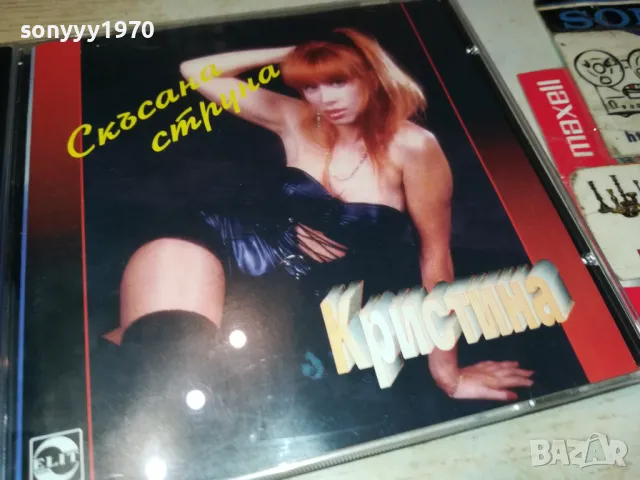 sonyyy1970
Скъсана
струна
Кристина
ELIT
maxell
BAZAR